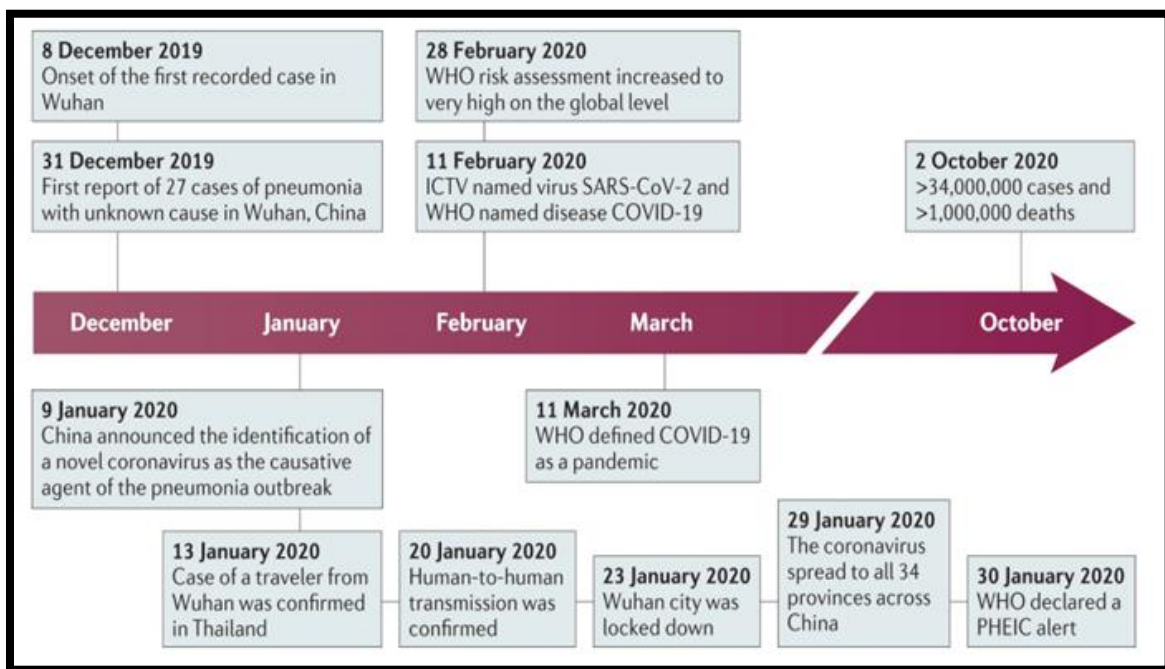 8 December 2019
Onset of the first recorded case in
Wuhan
31 December 2019
First report of 27 cases of pneumonia
with unknown cause in Wuhan, China
28 February 2020
WHO risk assessment increased to
very high on the global level
11 February 2020
ICTV named virus SARS-CoV-2 and
WHO named disease COVID-19
2 October 2020
>34,000,000 cases and
>1,000,000 deaths
December January February March October
9 January 2020
China announced the identification of
a novel coronavirus as the causative
agent of the pneumonia outbreak
11 March 2020
WHO defined COVID-19
as a pandemic
13 January 2020
Case of a traveler from
Wuhan was confirmed
in Thailand
20 January 2020
Human-to-human
transmission was
confirmed
23 January 2020
Wuhan city was
locked down
29 January 2020
The coronavirus
spread to all 34
provinces across
China
30 January 2020
WHO declared a
PHEIC alert